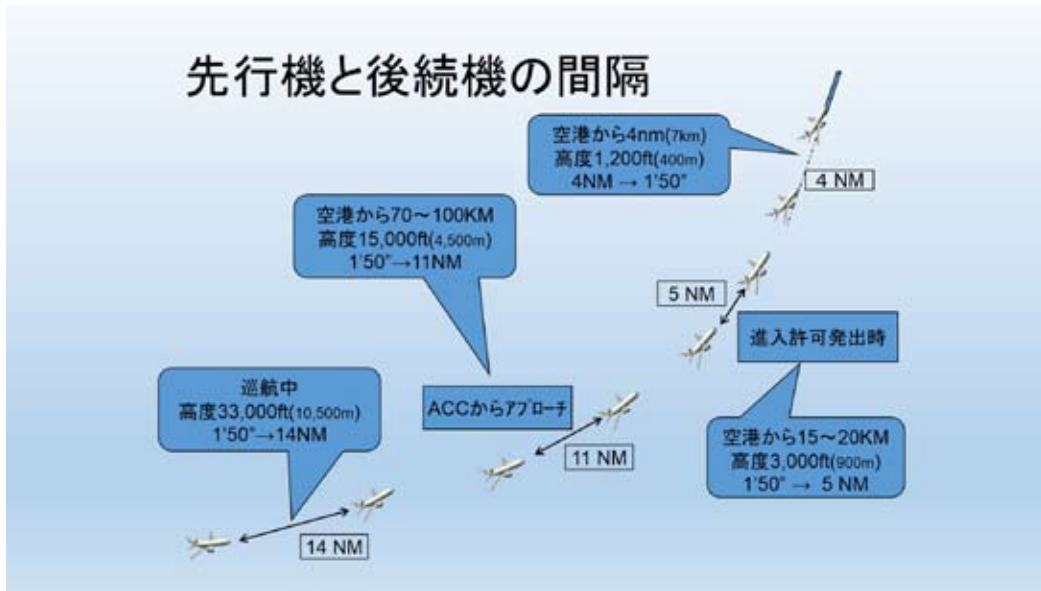 先行機と後続機の間隔
空港から4nm(7km)
高度1,200ft(400m)
4NM → 1'50"
4 NM
空港から70～100KM
高度15,000ft(4,500m)
1'50"→11NM
5 NM
進入許可発出時
巡航中
高度33,000ft(10,500m)
1'50"→14NM
ACCからｱﾌﾟﾛｰﾁ
11 NM
空港から15～20KM
高度3,000ft(900m)
1'50" → 5 NM
14 NM